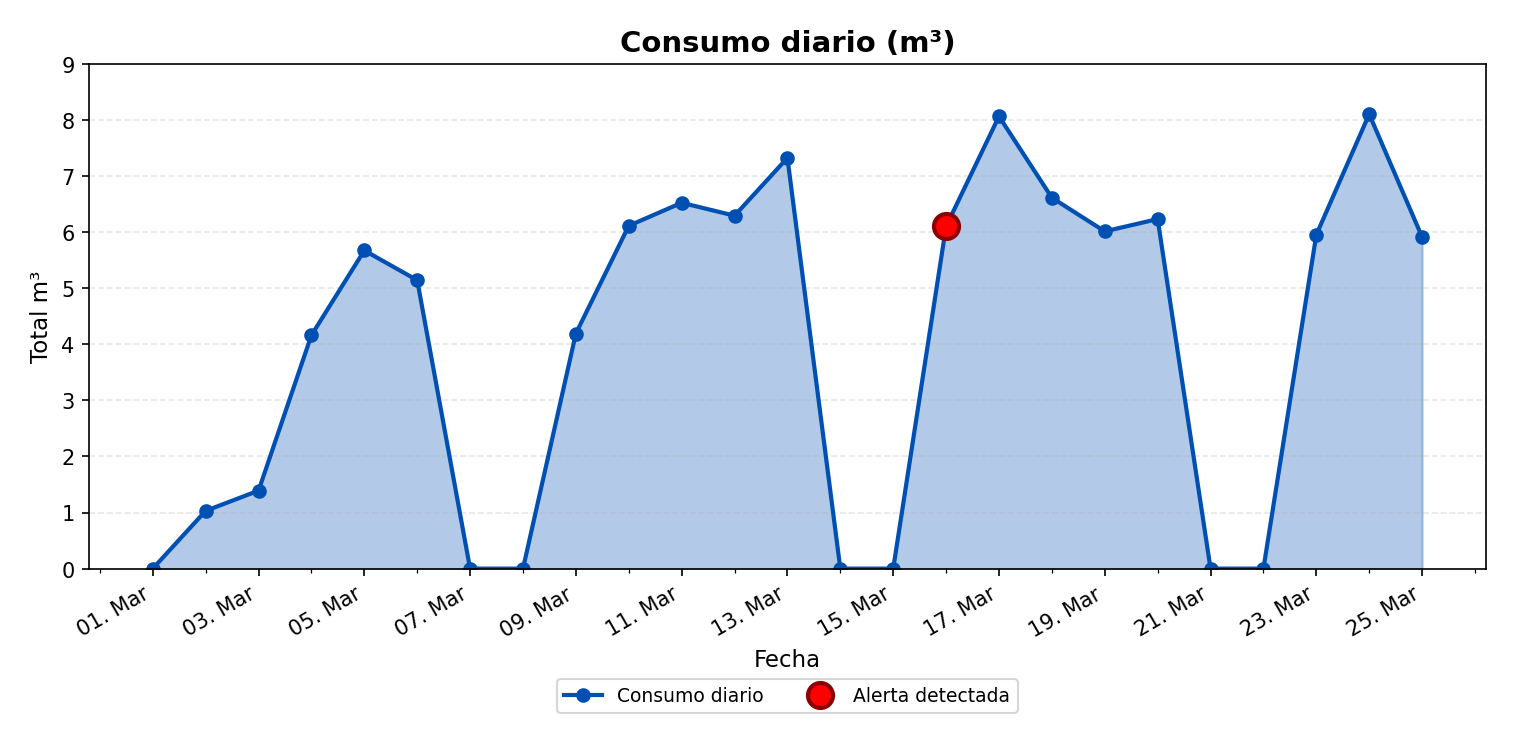 Consumo diario (m³)
Total m³
9
8
7
6
5
4
3
2
1
0
01. Mar
03. Mar
05. Mar
07. Mar
09. Mar
11. Mar
13. Mar
15. Mar
17. Mar
19. Mar
21. Mar
23. Mar
25. Mar
Fecha
Consumo diario
Alerta detectada